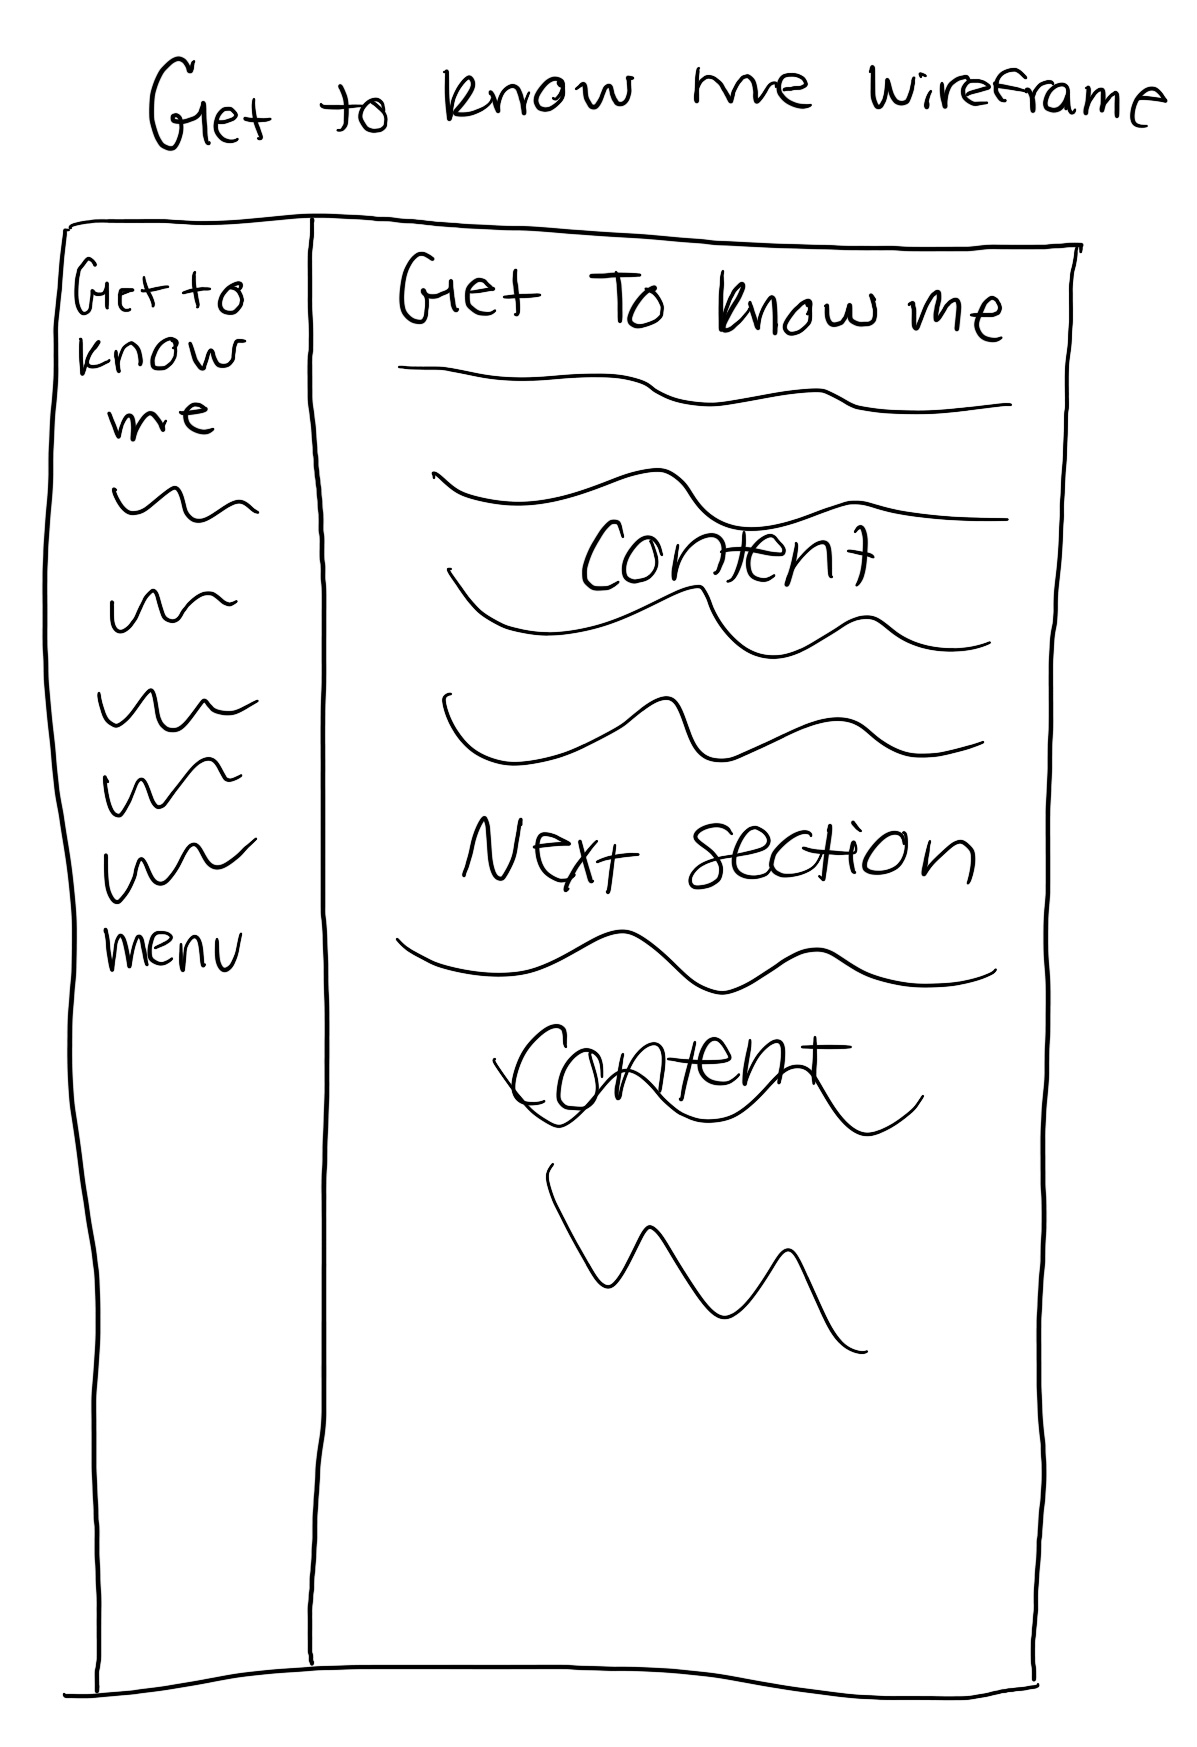 Get to know me wireframe
Get to
know
me
menu
Get To know me
Content
Next section
Content